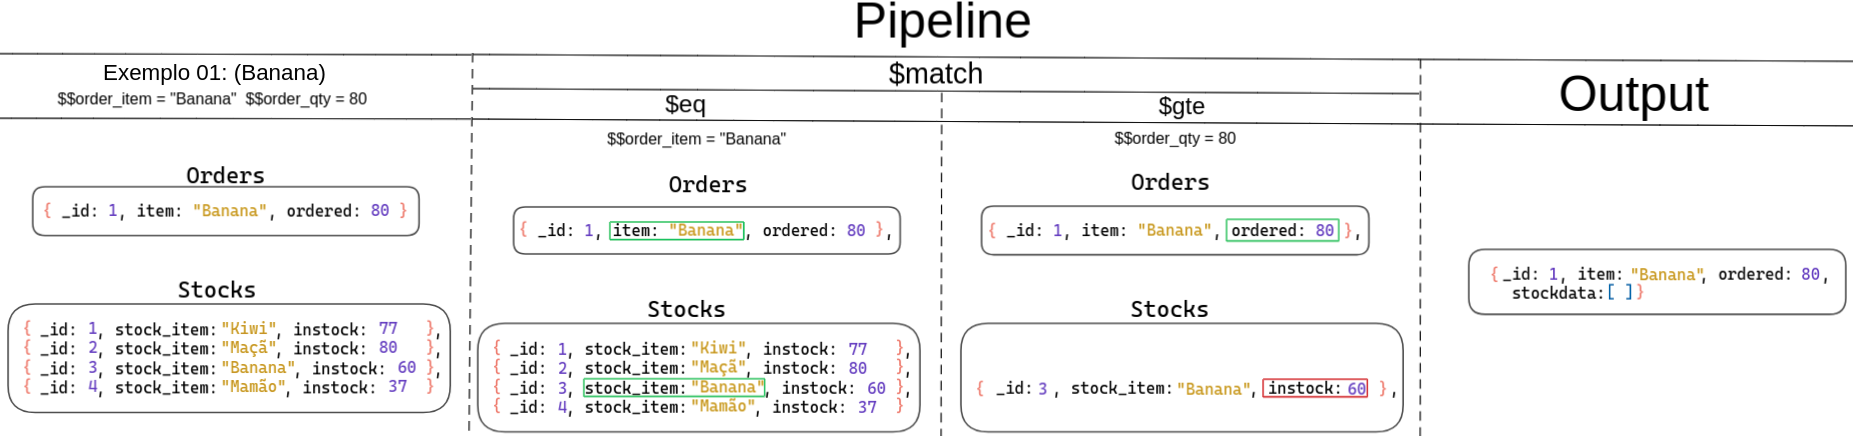 Pipeline
Exemplo 01: (Banana)
$$order_item = "Banana" $$order_qty = 80
$match
$eq
$gte
Output
$$order_item = "Banana"
$$order_qty = 80
Orders
{ _id: 1, item: "Banana", ordered: 80 }
Stocks
{ _id: 1, stock_item:"Kiwi", instock: 77 },
{ _id: 2, stock_item:"Maçã", instock: 80 },
{ _id: 3, stock_item:"Banana", instock: 60 },
{ _id: 4, stock_item:"Mamão", instock: 37 }
Orders
{ _id: 1, item: "Banana", ordered: 80 },
Stocks
{ _id: 1, stock_item:"Kiwi", instock: 77 },
{ _id: 2, stock_item:"Maçã", instock: 80 },
{ _id: 3, stock_item:"Banana", instock: 60 },
{ _id: 4, stock_item:"Mamão", instock: 37 }
Orders
{ _id: 1, item: "Banana", ordered: 80 },
Stocks
{ _id: 3 , stock_item:"Banana", instock: 60 },
{ _id: 1, item: "Banana", ordered: 80,
stockdata:[ ]}